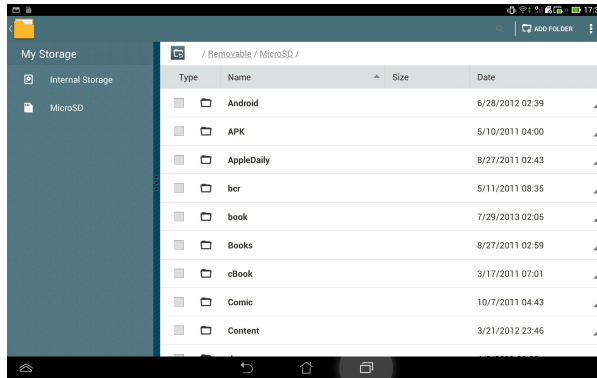 17:3
ADD FOLDER
My Storage
/ Removable / MicroSD /
Internal Storage
MicroSD
Type Name Size Date
Android 6/28/2012 02:39
APK 5/10/2011 04:00
AppleDaily 8/27/2011 02:43
bcr 5/11/2011 08:35
book 7/29/2013 02:05
Books 8/27/2011 02:59
cBook 3/17/2011 07:01
Comic 10/7/2011 04:43
Content 3/21/2012 23:46